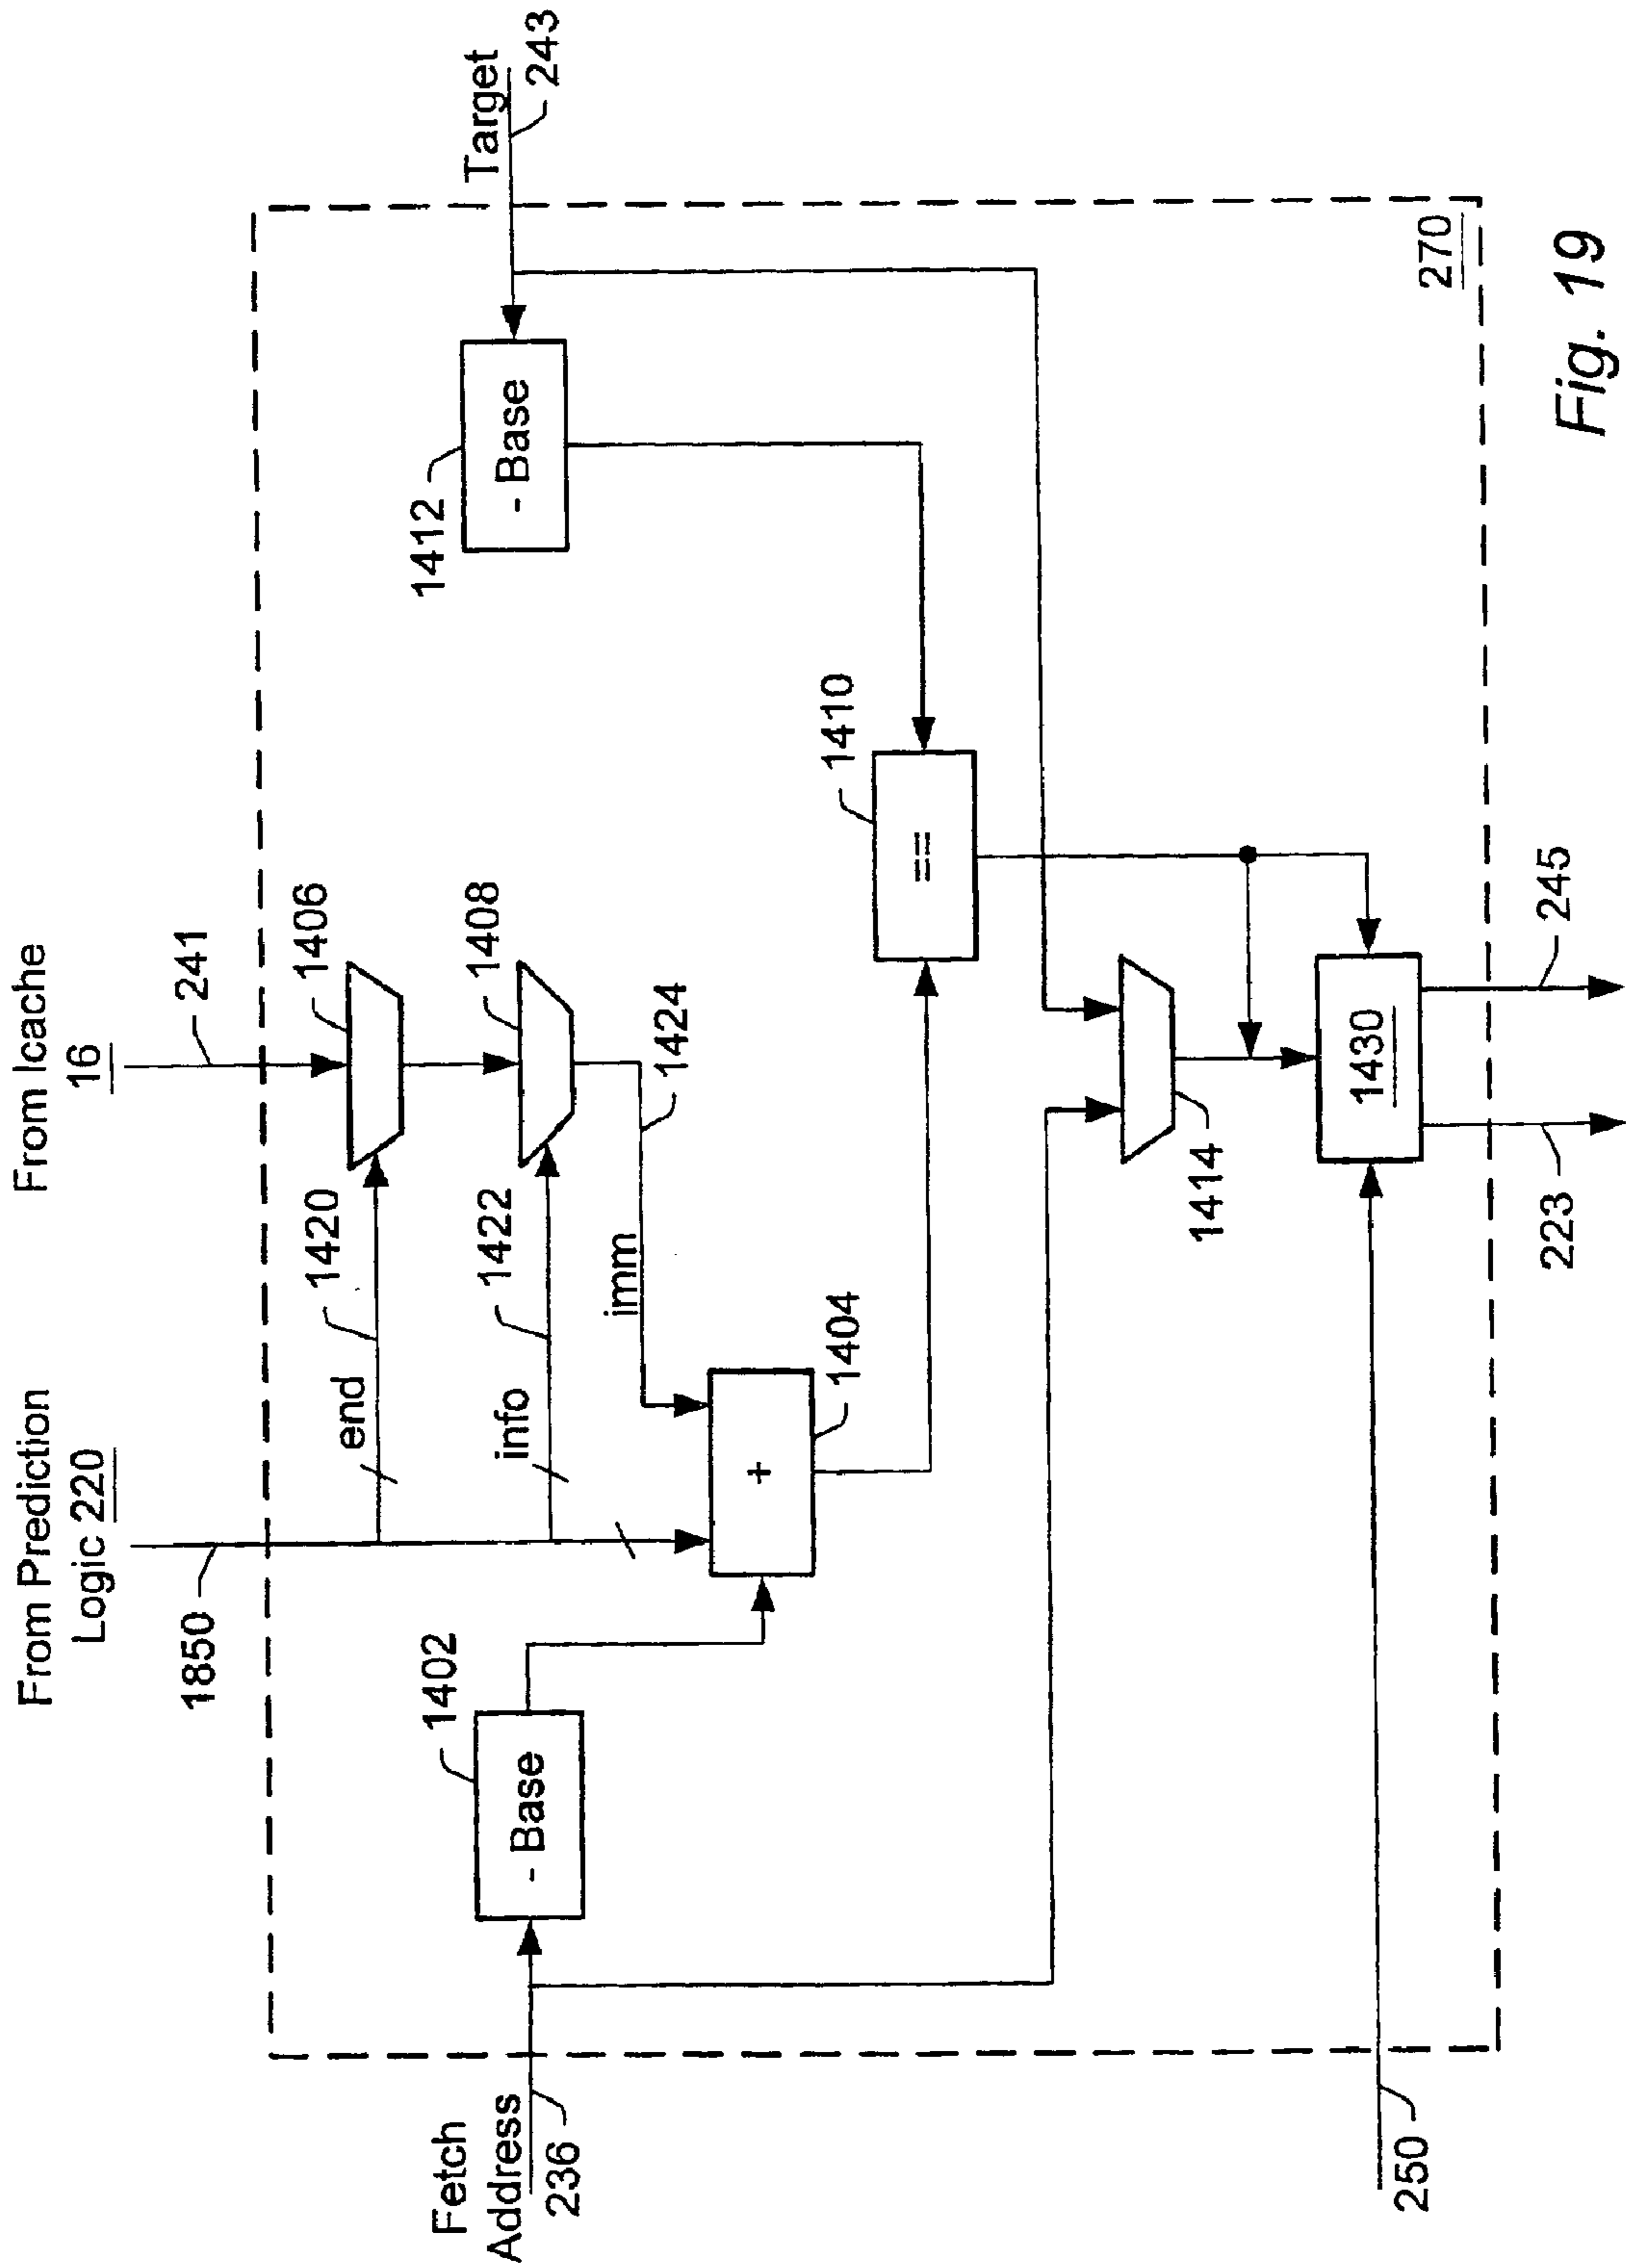 From Prediction
Logic 220
From Icache
16
1850
241
end
1420
1406
info
1422
1408
imm
1424
Fetch
Address
236
- Base
1402
+
1404
==
1410
- Base
1412
Target
243
1414
1430
250
223
245
270
Fig. 19